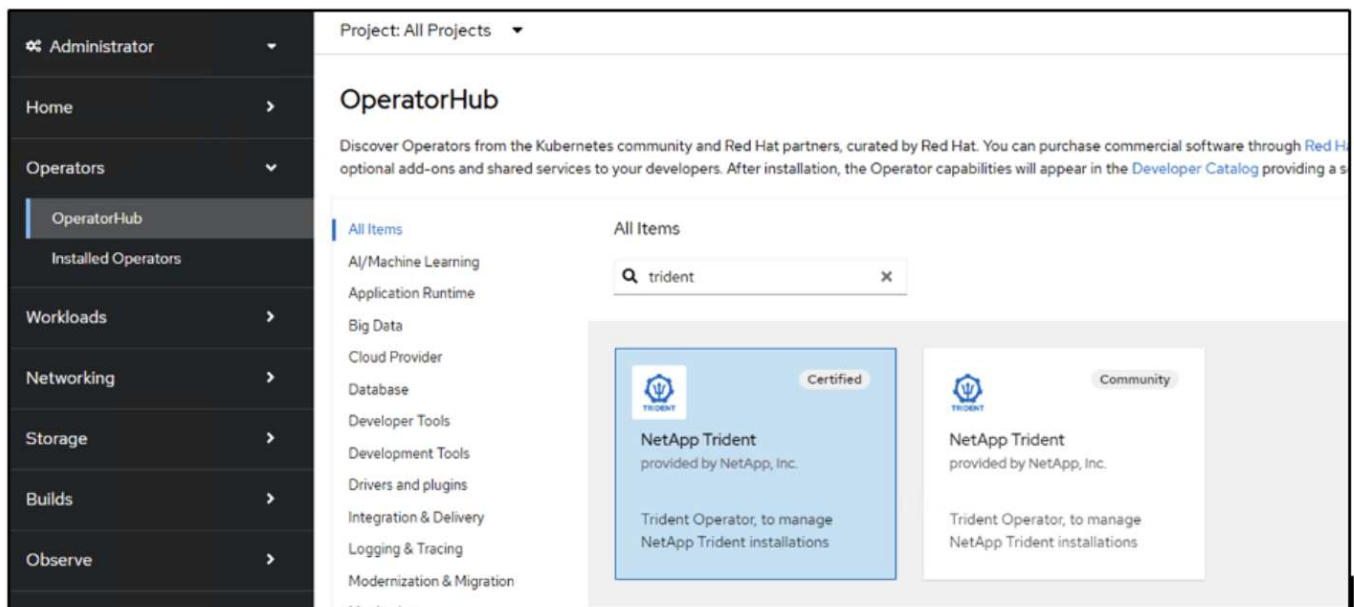 Administrator
Home
Operators
OperatorHub
Installed Operators
Workloads
Networking
Storage
Builds
Observe
Project: All Projects
OperatorHub
Discover Operators from the Kubernetes community and Red Hat partners, curated by Red Hat. You can purchase commercial software through Red
optional add-ons and shared services to your developers. After installation, the Operator capabilities will appear in the Developer Catalog providing a
All Items
AI/Machine Learning
Application Runtime
Big Data
Cloud Provider
Database
Developer Tools
Development Tools
Drivers and plugins
Integration & Delivery
Logging & Tracing
Modernization & Migration
All Items
trident
TRIDENT
Certified
NetApp Trident
provided by NetApp, Inc.
Trident Operator, to manage
NetApp Trident installations
TRIDENT
Community
NetApp Trident
provided by NetApp, Inc.
Trident Operator, to manage
NetApp Trident installations